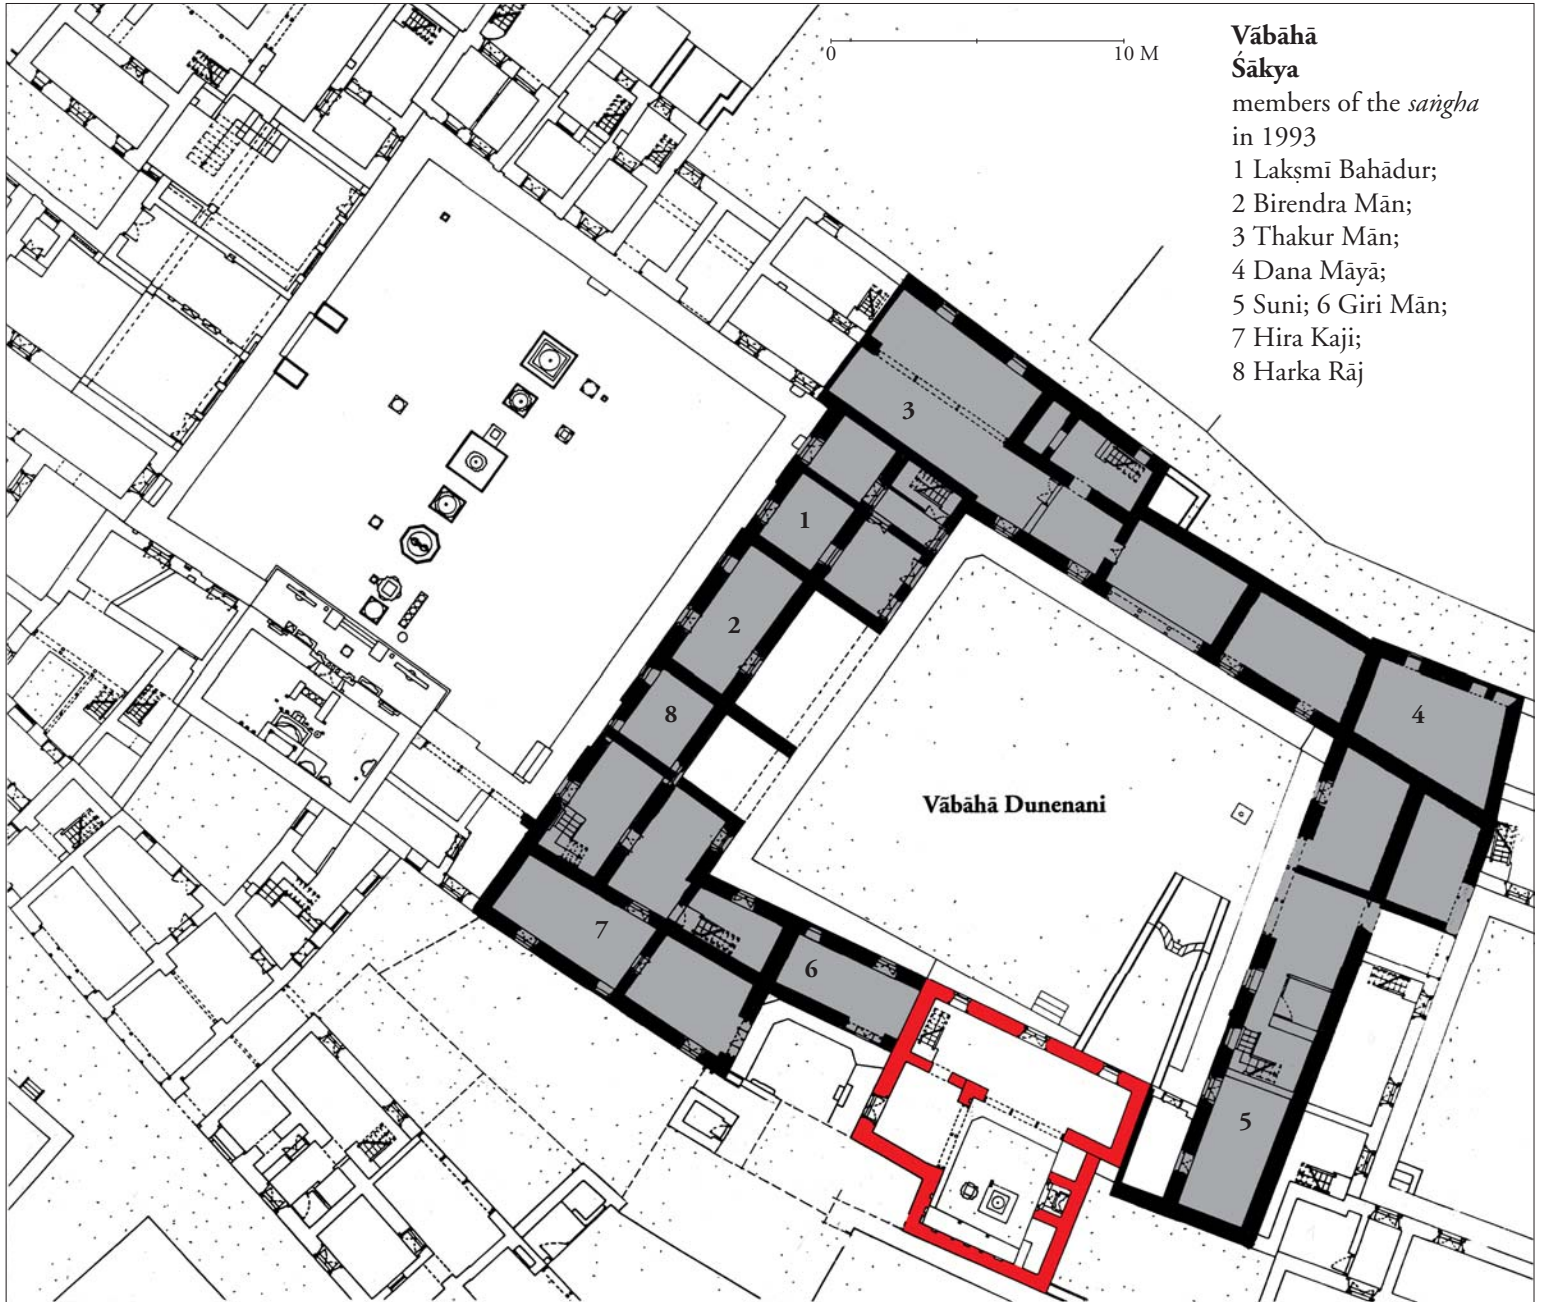 Vãbāhā
Śākya
members of the saṅgha
in 1993
1 Lakṣmī Bahādur;
2 Birendra Mān;
3 Thakur Mān;
4 Dana Māyā;
5 Suni; 6 Giri Mān;
7 Hira Kaji;
8 Harka Rāj
0 10 M
3
1
2
8
4
Vãbāhā Dunenani
7
6
5